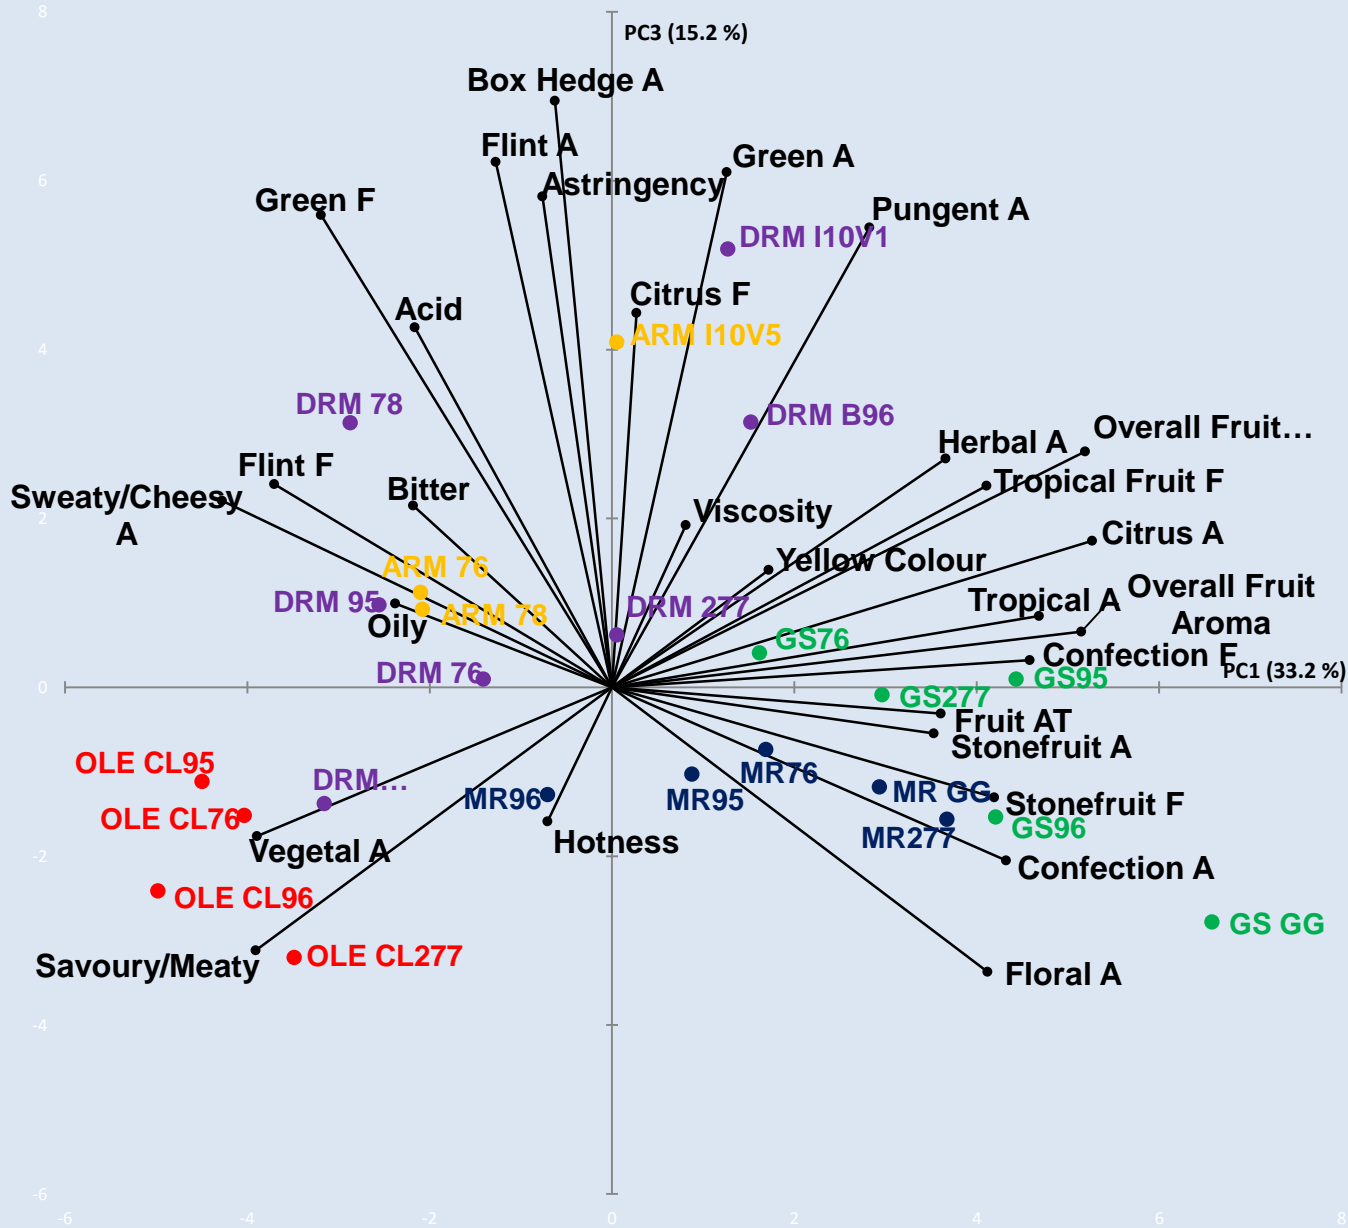 8
PC3 (15.2 %)
Box Hedge A
Flint A
Green A
6
Astringency
Green F
Pungent A
DRM I10V1
Citrus F
Acid
ARM I10V5
4
DRM 78
DRM B96
Overall Fruit…
Herbal A
Flint F
Tropical Fruit F
Bitter
Sweaty/Cheesy
A
2
Viscosity
Citrus A
Yellow Colour
ARM 76
Overall Fruit
Aroma
Tropical A
DRM 95
DRM 277
ARM 78
Oily
GS76
Confection F
PC1 (33.2 %)
DRM 76
GS95
0
GS277
Fruit AT
Stonefruit A
OLE CL95
DRM…
MR76
MR96
MR95
MR GG
Stonefruit F
OLE CL76
GS96
MR277
Hotness
Vegetal A
-2
Confection A
OLE CL96
GS GG
OLE CL277
Savoury/Meaty
Floral A
-4
-6
-6
-4
-2
0
2
4
6
8